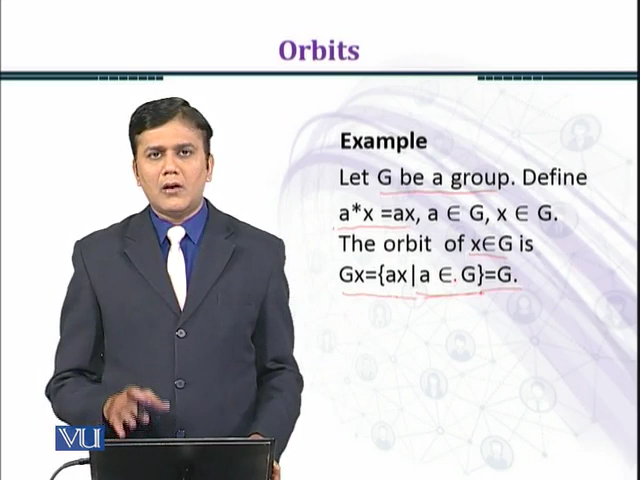 Orbits
Example
Let G be a group. Define
a*x =ax, a ∈ G, x ∈ G.
The orbit of x∈G is
Gx={ax|a ∈ G}=G.
VU